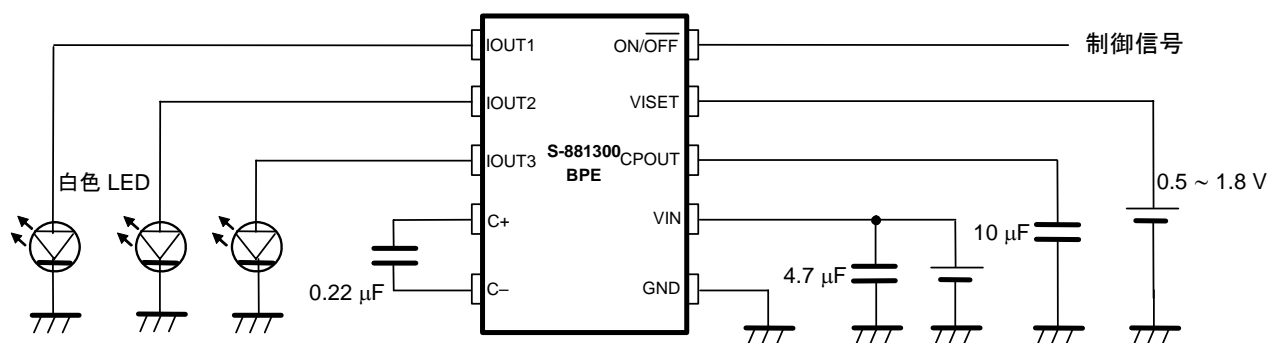 IOUT1
ON/OFF
制御信号
IOUT2
VISET
IOUT3
S-881300
BPE
CPOUT
白色 LED
0.5 ~ 1.8 V
C+
VIN
10 μF
4.7 μF
0.22 μF
C−
GND